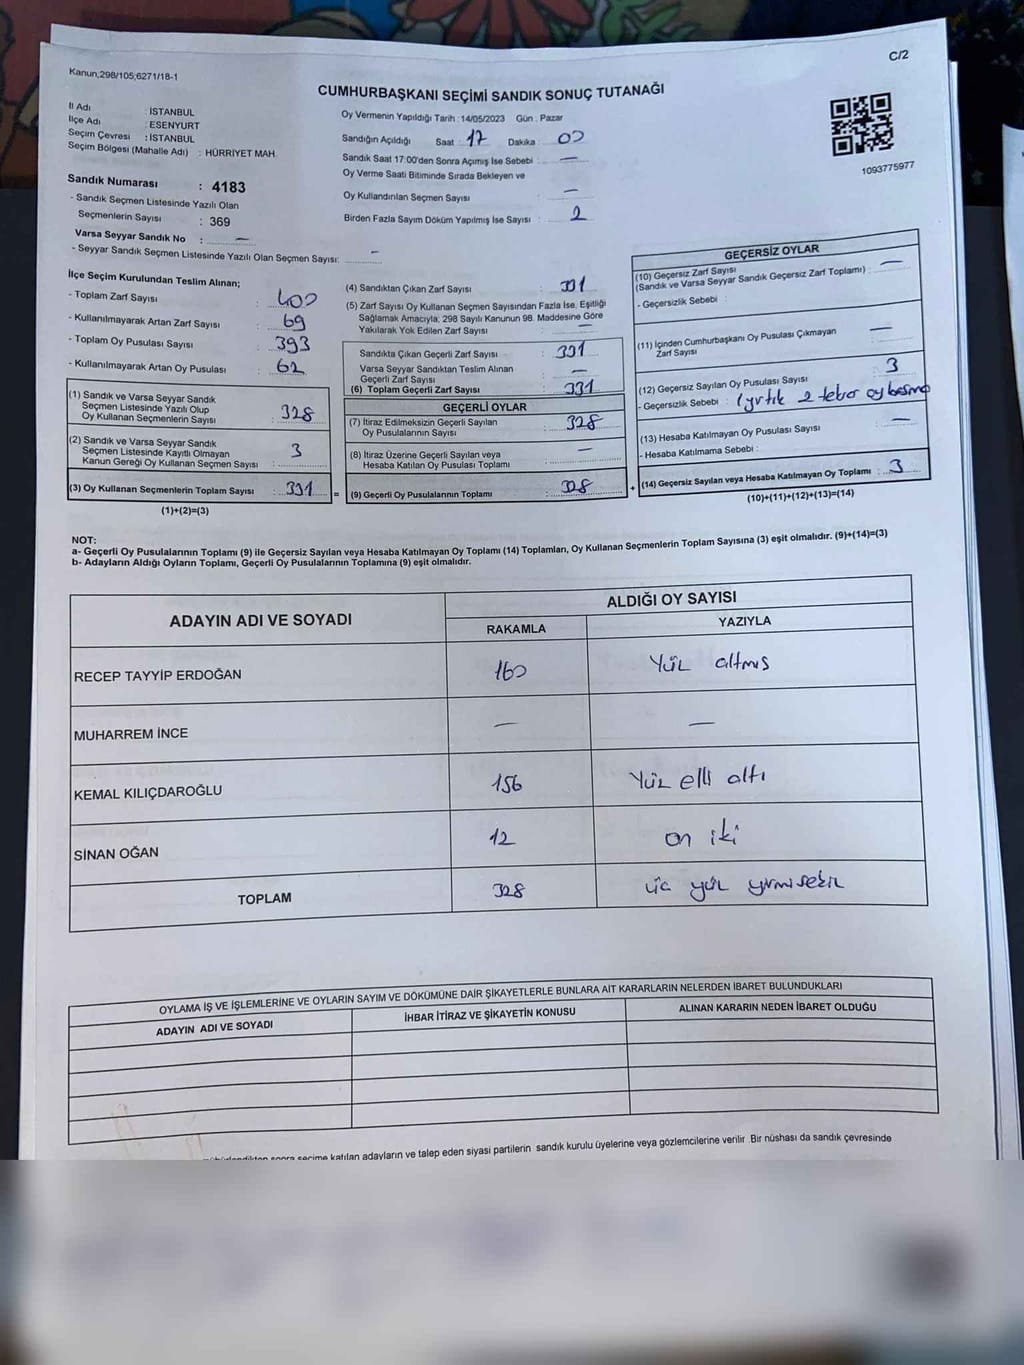 C/2
Kanun,298/105,6271/18-1
CUMHURBAŞKANI SEÇİMİ SANDIK SONUÇ TUTANAĞI
İl Adı : İSTANBUL
İlçe Adı : ESENYURT
Seçim Çevresi : İSTANBUL
Seçim Bölgesi (Mahalle Adı) : HÜRRİYET MAH.
Sandık Numarası : 4183
- Sandık Seçmen Listesinde Yazılı Olan
Seçmenlerin Sayısı : 369
Varsa Seyyar Sandık No : —
- Seyyar Sandık Seçmen Listesinde Yazılı Olan Seçmen Sayısı: —
Oy Vermenin Yapıldığı Tarih : 14/05/2023 Gün : Pazar
Sandığın Açıldığı Saat : 17 Dakika : 00
Sandık Saat 17:00'den Sonra Açımış İse Sebebi : —
Oy Verme Saati Bitiminde Sırada Bekleyen ve
Oy Kullandırılan Seçmen Sayısı : —
Birden Fazla Sayım Döküm Yapılmış İse Sayısı : 2
1093775977
İlçe Seçim Kurulundan Teslim Alınan;
- Toplam Zarf Sayısı : 400
- Kullanılmayarak Artan Zarf Sayısı : 69
- Toplam Oy Pusulası Sayısı : 393
- Kullanılmayarak Artan Oy Pusulası : 62
(1) Sandık ve Varsa Seyyar Sandık
Seçmen Listesinde Yazılı Olup
Oy Kullanan Seçmenlerin Sayısı : 328
(2) Sandık ve Varsa Seyyar Sandık
Seçmen Listesinde Kayıtlı Olmayan
Kanun Gereği Oy Kullanan Seçmen Sayısı : 3
(3) Oy Kullanan Seçmenlerin Toplam Sayısı : 331 =
(1)+(2)=(3)
(4) Sandıktan Çıkan Zarf Sayısı : 331
(5) Zarf Sayısı Oy Kullanan Seçmen Sayısından Fazla İse, Eşitliği
Sağlamak Amacıyla; 298 Sayılı Kanunun 98. Maddesine Göre
Yakılarak Yok Edilen Zarf Sayısı : —
Sandıkta Çıkan Geçerli Zarf Sayısı : 331
Varsa Seyyar Sandıktan Teslim Alınan
Geçerli Zarf Sayısı : —
(6) Toplam Geçerli Zarf Sayısı : 331
GEÇERLİ OYLAR
(7) İtiraz Edilmeksizin Geçerli Sayılan
Oy Pusulalarının Sayısı : 328
(8) İtiraz Üzerine Geçerli Sayılan veya
Hesaba Katılan Oy Pusulası Toplamı : —
(9) Geçerli Oy Pusulalarının Toplamı : 328 +
GEÇERSİZ OYLAR
(10) Geçersiz Zarf Sayısı
(Sandık ve Varsa Seyyar Sandık Geçersiz Zarf Toplamı) : —
- Geçersizlik Sebebi :
(11) İçinden Cumhurbaşkanı Oy Pusulası Çıkmayan
Zarf Sayısı : —
(12) Geçersiz Sayılan Oy Pusulası Sayısı : 3
- Geçersizlik Sebebi : 1 yırtık 2 tekrar oy basma
(13) Hesaba Katılmayan Oy Pusulası Sayısı : —
- Hesaba Katılmama Sebebi :
(14) Geçersiz Sayılan veya Hesaba Katılmayan Oy Toplamı : 3
(10)+(11)+(12)+(13)=(14)
NOT:
a- Geçerli Oy Pusulalarının Toplamı (9) ile Geçersiz Sayılan veya Hesaba Katılmayan Oy Toplamı (14) Toplamları, Oy Kullanan Seçmenlerin Toplam Sayısına (3) eşit olmalıdır. (9)+(14)=(3)
b- Adayların Aldığı Oyların Toplamı, Geçerli Oy Pusulalarının Toplamına (9) eşit olmalıdır.
ADAYIN ADI VE SOYADI ALDIĞI OY SAYISI
RAKAMLA YAZIYLA
RECEP TAYYİP ERDOĞAN 160 Yüz altmış
MUHARREM İNCE — —
KEMAL KILIÇDAROĞLU 156 Yüz elli altı
SİNAN OĞAN 12 on iki
TOPLAM 328 üç yüz yirmi sekiz
OYLAMA İŞ VE İŞLEMLERİNE VE OYLARIN SAYIM VE DÖKÜMÜNE DAİR ŞİKAYETLERLE BUNLARA AİT KARARLARIN NELERDEN İBARET BULUNDUKLARI
ADAYIN ADI VE SOYADI İHBAR İTİRAZ VE ŞİKAYETİN KONUSU ALINAN KARARIN NEDEN İBARET OLDUĞU
sonra seçime katılan adayların ve talep eden siyasi partilerin sandık kurulu üyelerine veya gözlemcilerine verilir. Bir nüshası da sandık çevresinde